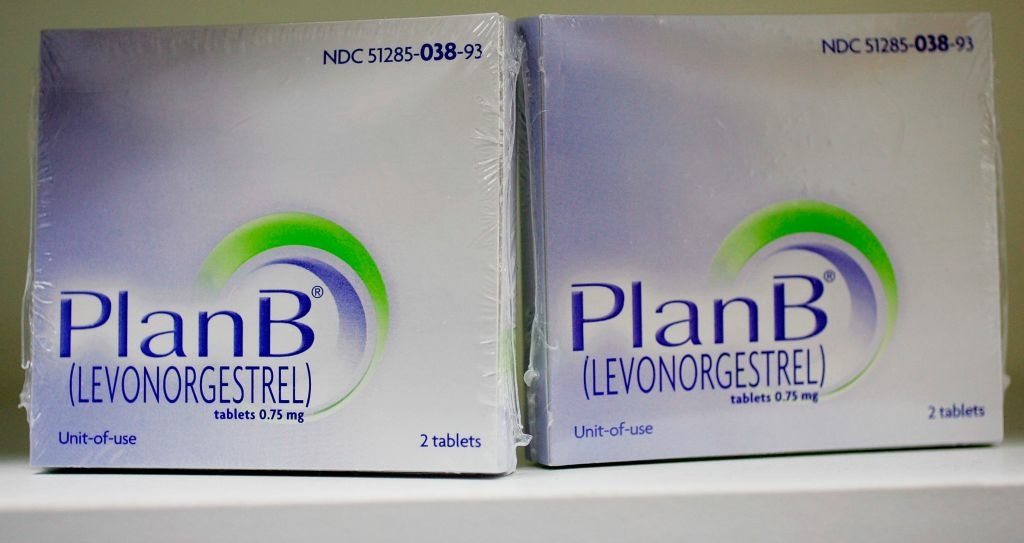 NDC 51285-038-93
PlanB®
(LEVONORGESTREL)
tablets 0.75 mg
Unit-of-use
2 tablets
NDC 51285-038-93
PlanB®
(LEVONORGESTREL)
tablets 0.75 mg
Unit-of-use
2 tablets